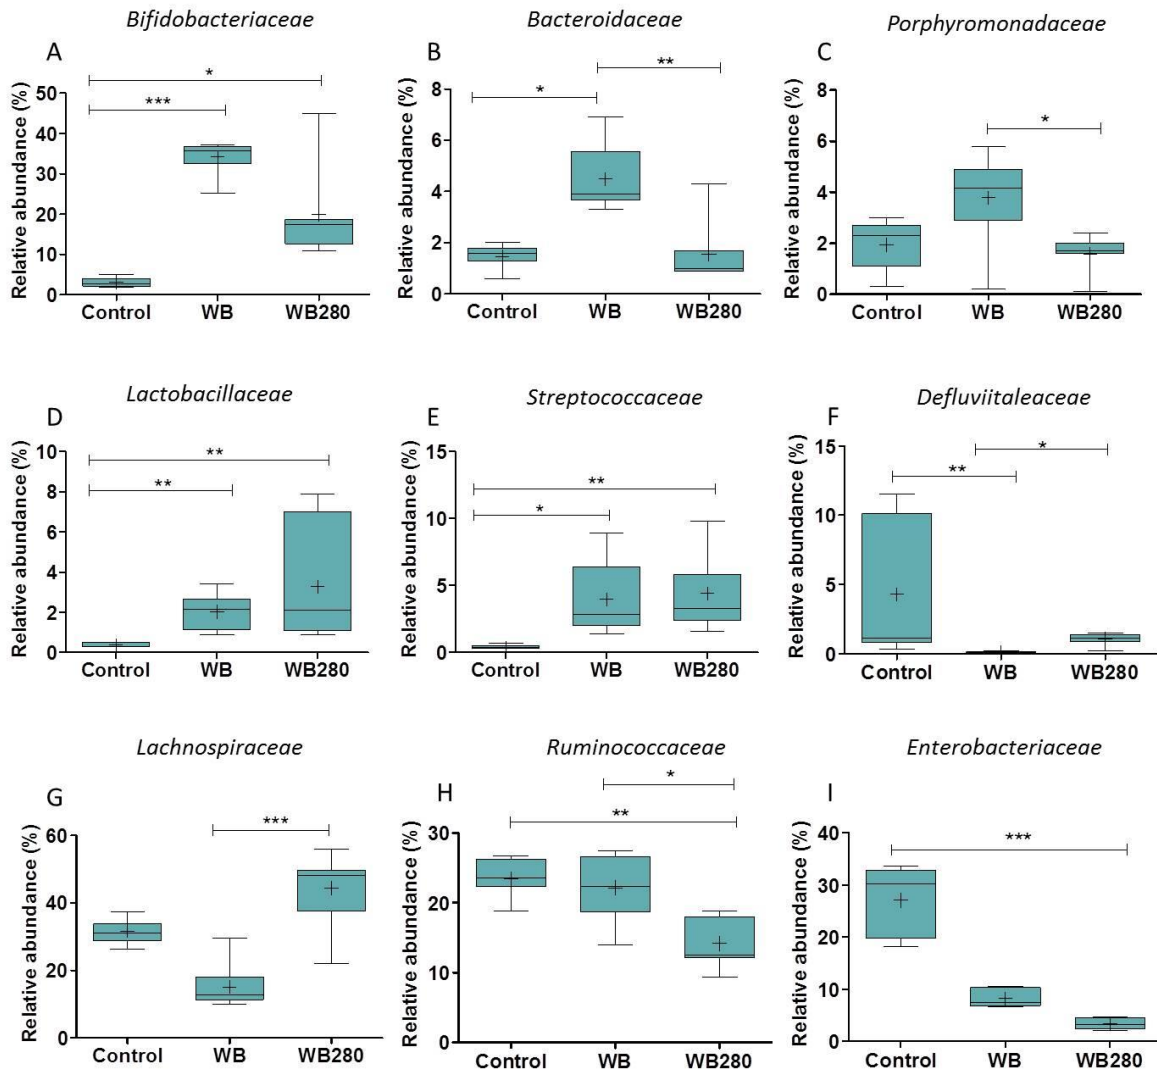 Bifidobacteriaceae
A
Relative abundance (%)
50
40
30
20
10
0
*
***
Control WB WB280
Bacteroidaceae
B
Relative abundance (%)
8
6
4
2
0
**
*
Control WB WB280
Porphyromonadaceae
C
Relative abundance (%)
8
6
4
2
0
*
Control WB WB280
Lactobacillaceae
D
Relative abundance (%)
10
8
6
4
2
0
**
**
Control WB WB280
Streptococcaceae
E
Relative abundance (%)
15
10
5
0
**
*
Control WB WB280
Defluviitaleaceae
F
Relative abundance (%)
15
10
5
0
*
**
Control WB WB280
Lachnospiraceae
G
Relative abundance (%)
60
40
20
0
***
Control WB WB280
Ruminococcaceae
H
Relative abundance (%)
30
20
10
0
*
**
Control WB WB280
Enterobacteriaceae
I
Relative abundance (%)
40
30
20
10
0
***
Control WB WB280